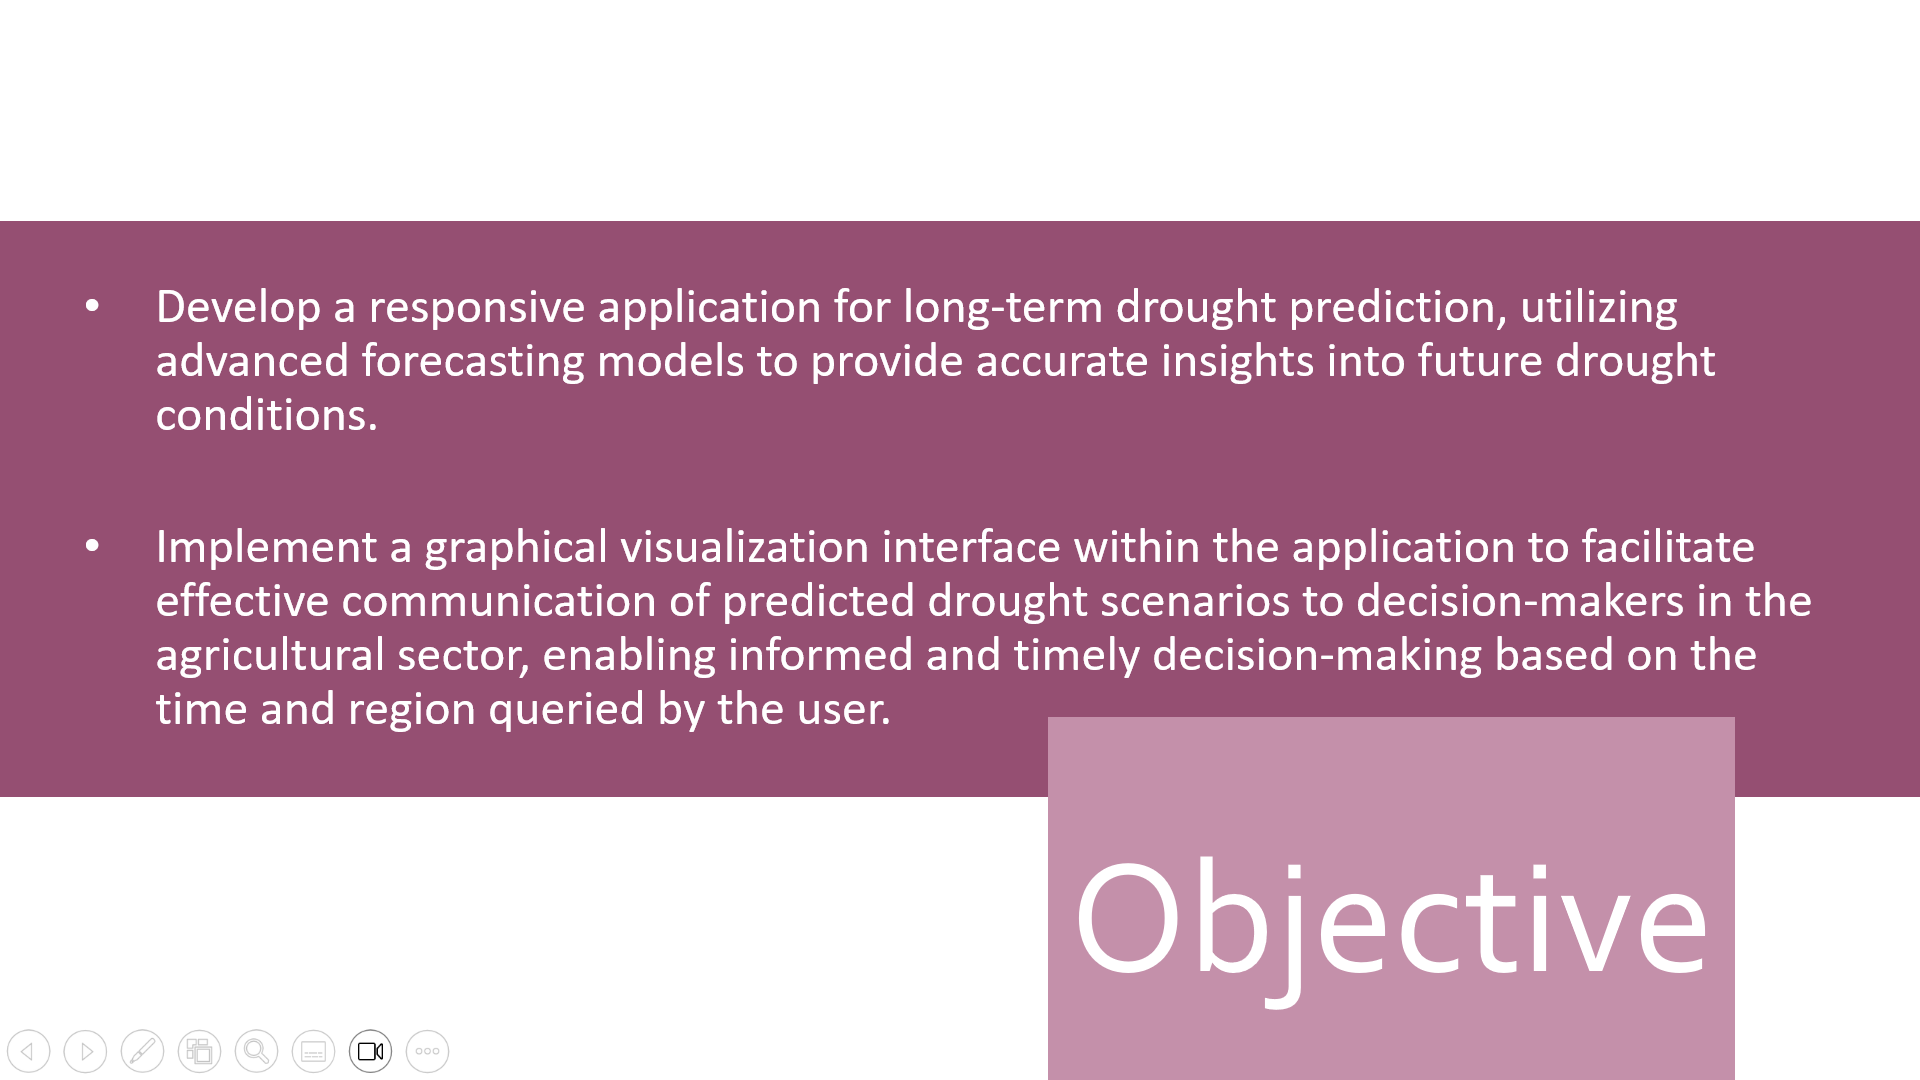 • Develop a responsive application for long-term drought prediction, utilizing
advanced forecasting models to provide accurate insights into future drought
conditions.
• Implement a graphical visualization interface within the application to facilitate
effective communication of predicted drought scenarios to decision-makers in the
agricultural sector, enabling informed and timely decision-making based on the
time and region queried by the user.
Objective